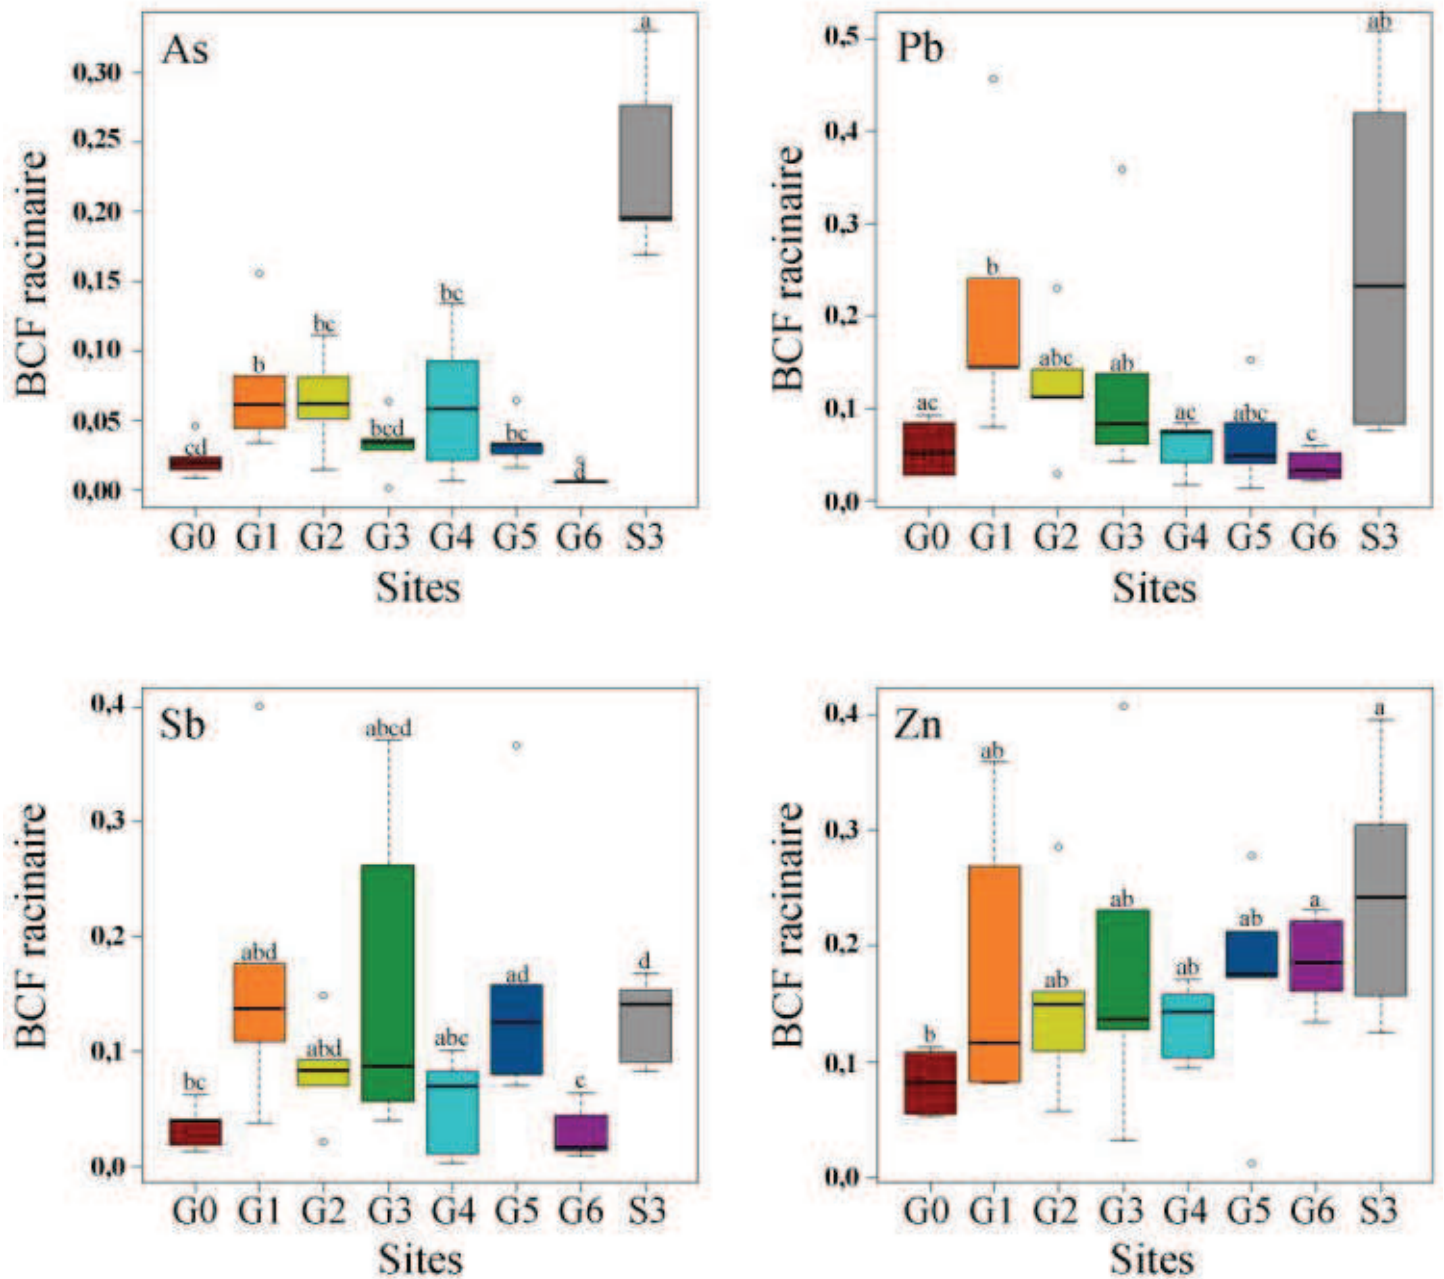 As
BCF racinaire
0,30
0,25
0,20
0,15
0,10
0,05
0,00
cd
b
bc
bcd
bc
bc
d
a
G0 G1 G2 G3 G4 G5 G6 S3
Sites
Pb
BCF racinaire
0,5
0,4
0,3
0,2
0,1
0,0
ac
b
abc
ab
ac
abc
c
ab
G0 G1 G2 G3 G4 G5 G6 S3
Sites
Sb
BCF racinaire
0,4
0,3
0,2
0,1
0,0
bc
abd
abd
abcd
abc
ad
c
d
G0 G1 G2 G3 G4 G5 G6 S3
Sites
Zn
BCF racinaire
0,4
0,3
0,2
0,1
0,0
b
ab
ab
ab
ab
ab
a
a
G0 G1 G2 G3 G4 G5 G6 S3
Sites